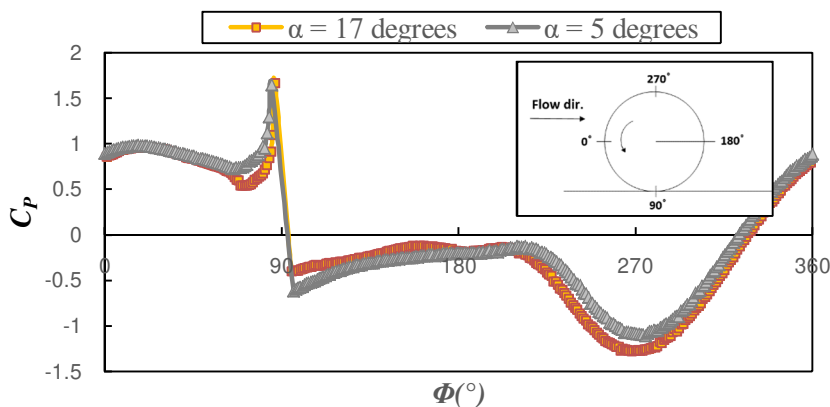 α = 17 degrees α = 5 degrees
2
1.5
1
0.5
0
-0.5
-1
-1.5
C_P
0 90 180 270 360
Φ(°)
270°
Flow dir.
0° 180°
90°